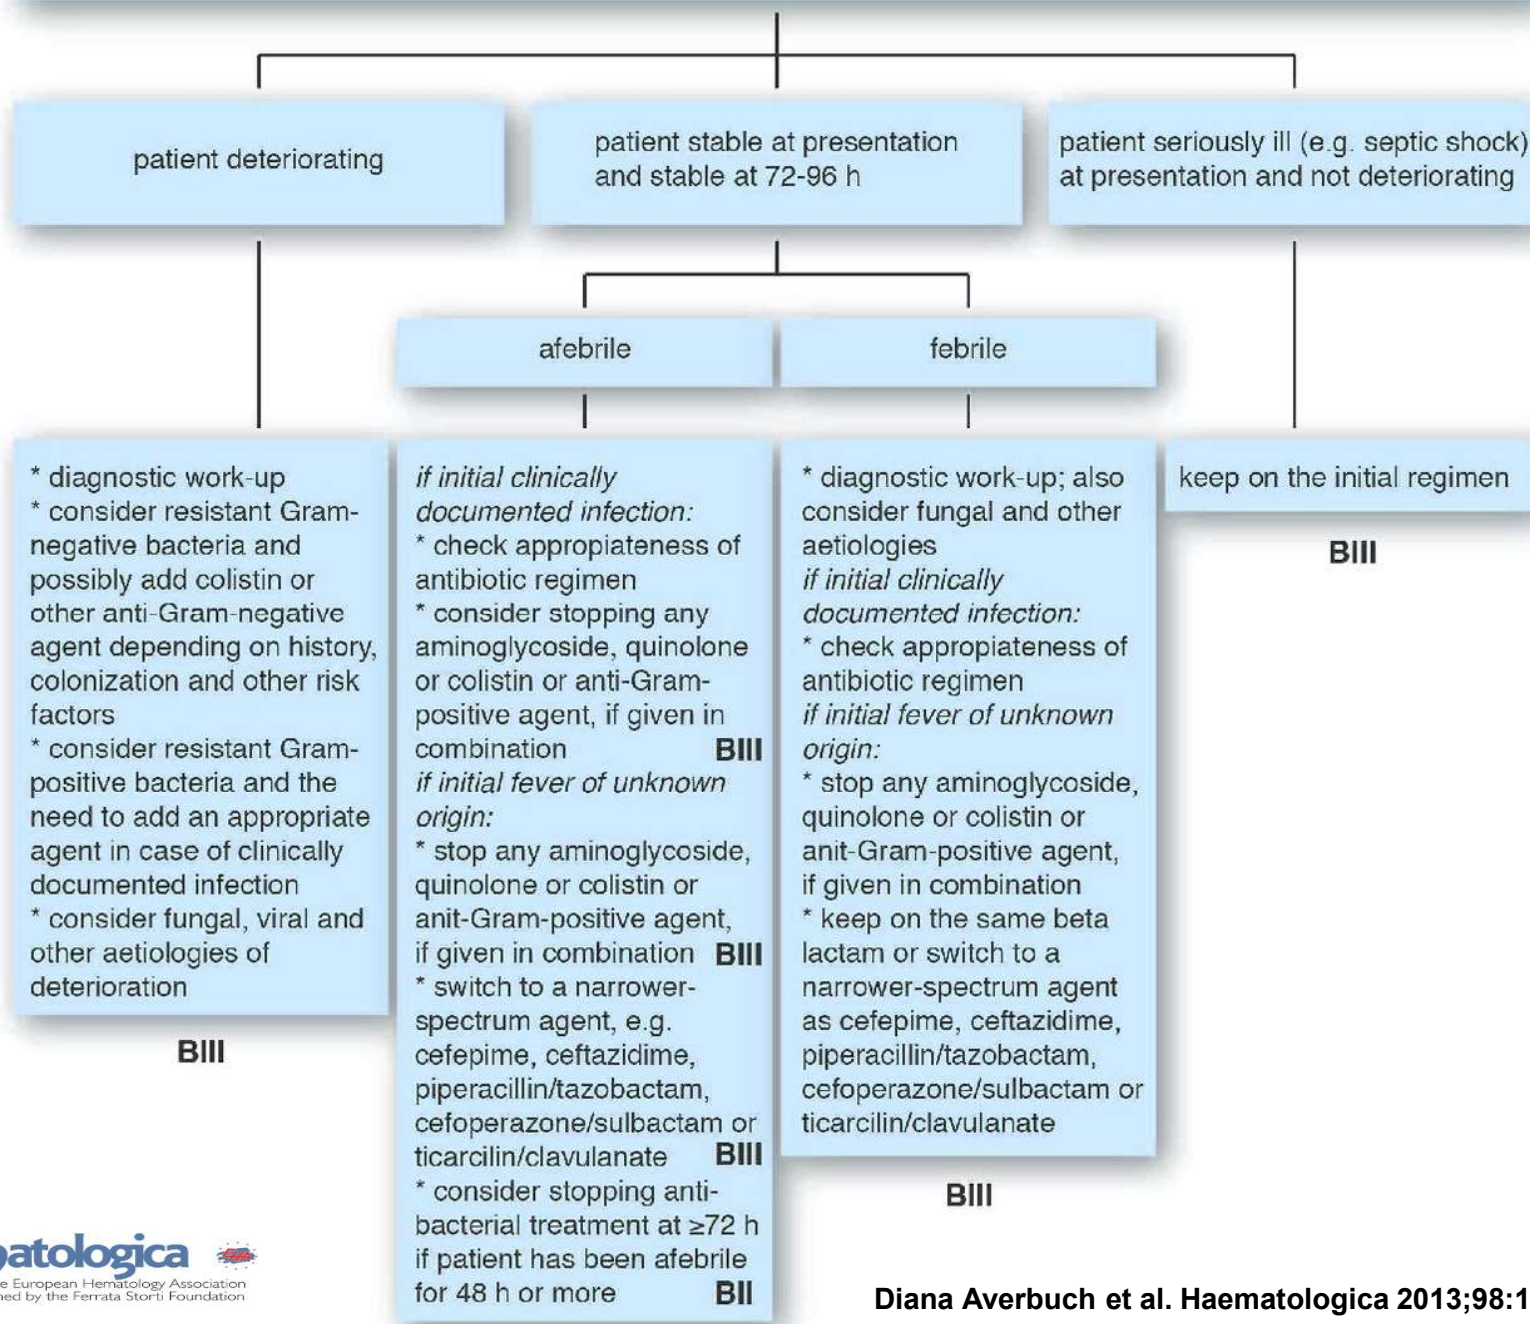 patient deteriorating
patient stable at presentation
and stable at 72-96 h
patient seriously ill (e.g. septic shock)
at presentation and not deteriorating
afebrile
febrile
* diagnostic work-up
* consider resistant Gram-
negative bacteria and
possibly add colistin or
other anti-Gram-negative
agent depending on history,
colonization and other risk
factors
* consider resistant Gram-
positive bacteria and the
need to add an appropriate
agent in case of clinically
documented infection
* consider fungal, viral and
other aetiologies of
deterioration
BIII
if initial clinically
documented infection:
* check appropiateness of
antibiotic regimen
* consider stopping any
aminoglycoside, quinolone
or colistin or anti-Gram-
positive agent, if given in
combination BIII
if initial fever of unknown
origin:
* stop any aminoglycoside,
quinolone or colistin or
anit-Gram-positive agent,
if given in combination BIII
* switch to a narrower-
spectrum agent, e.g.
cefepime, ceftazidime,
piperacillin/tazobactam,
cefoperazone/sulbactam or
ticarcilin/clavulanate BIII
* consider stopping anti-
bacterial treatment at ≥72 h
if patient has been afebrile
for 48 h or more BII
* diagnostic work-up; also
consider fungal and other
aetiologies
if initial clinically
documented infection:
* check appropiateness of
antibiotic regimen
if initial fever of unknown
origin:
* stop any aminoglycoside,
quinolone or colistin or
anit-Gram-positive agent,
if given in combination
* keep on the same beta
lactam or switch to a
narrower-spectrum agent
as cefepime, ceftazidime,
piperacillin/tazobactam,
cefoperazone/sulbactam or
ticarcilin/clavulanate
BIII
keep on the initial regimen
BIII
atologica
e European Hematology Association
ed by the Ferrata Storti Foundation
Diana Averbuch et al. Haematologica 2013;98:1